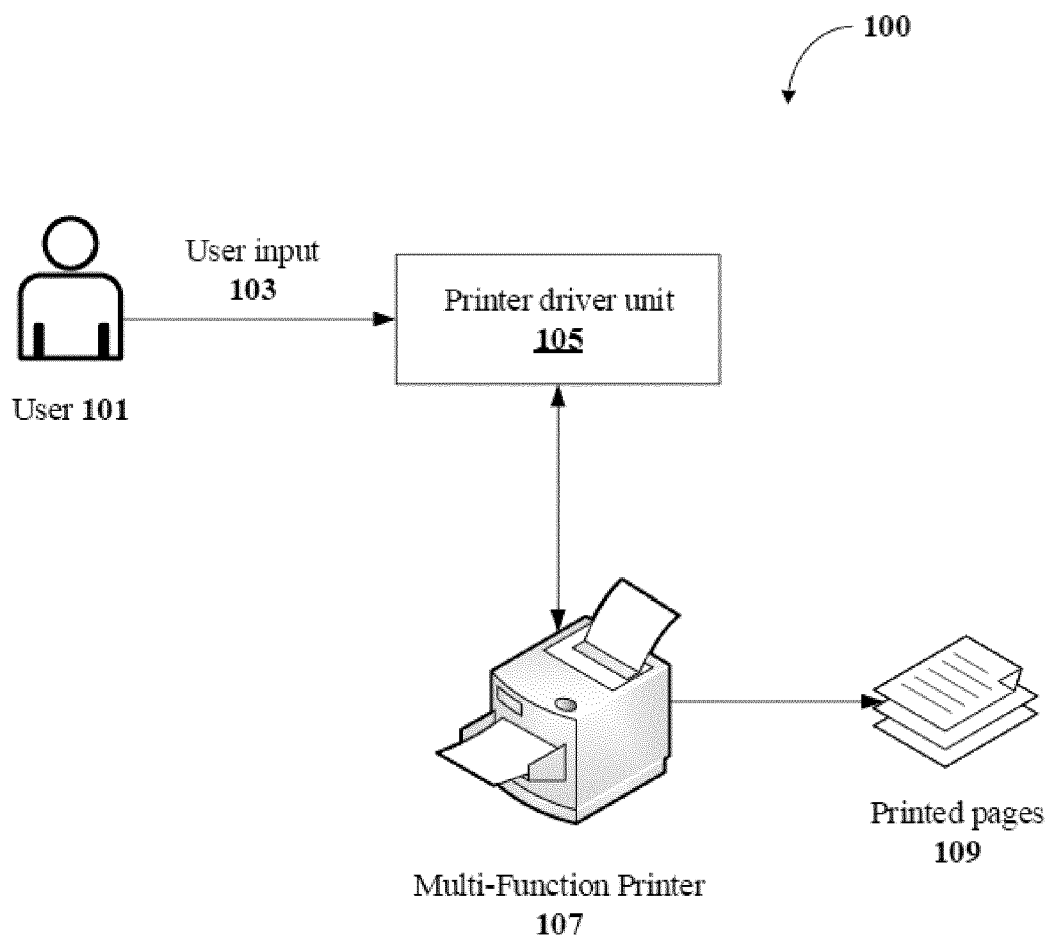 100
User input
103
Printer driver unit
105
User 101
Printed pages
109
Multi-Function Printer
107